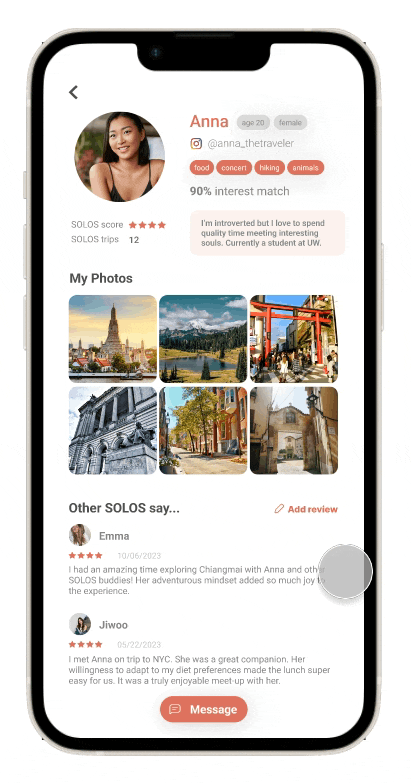 Anna age 20 female
@anna_thetraveler
food concert hiking animals
90% interest match
SOLOS score
SOLOS trips 12
I'm introverted but I love to spend
quality time meeting interesting
souls. Currently a student at UW.
My Photos
Other SOLOS say... Add review
Emma
10/06/2023
I had an amazing time exploring Chiangmai with Anna and
SOLOS buddies! Her adventurous mindset added so much joy
the experience.
Jiwoo
05/22/2023
I met Anna on trip to NYC. She was a great companion. Her
willingness to adapt to my diet preferences made the lunch super
easy for us. It was a truly enjoyable meet-up with her.
Message